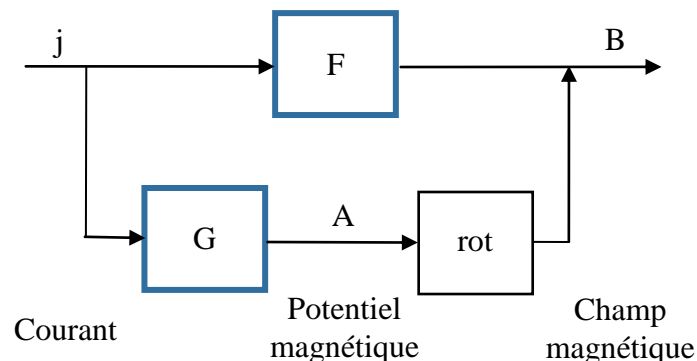 j
F
B
G
A
rot
Courant
Potentiel
magnétique
Champ
magnétique